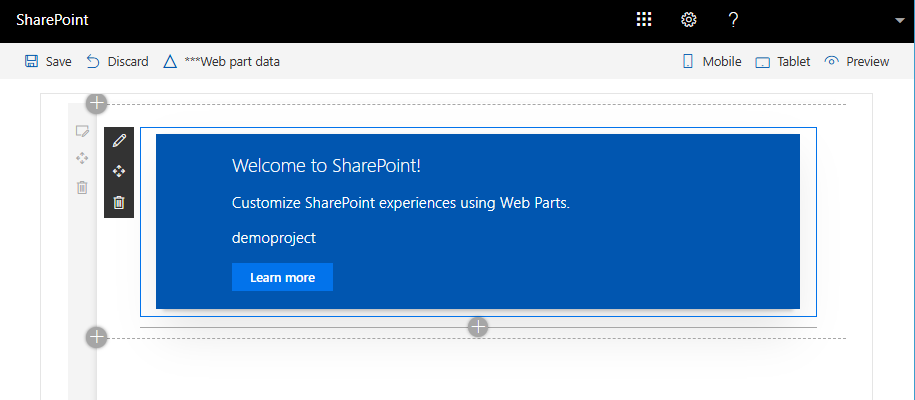 SharePoint
Save Discard ***Web part data Mobile Tablet Preview
Welcome to SharePoint!
Customize SharePoint experiences using Web Parts.
demoproject
Learn more